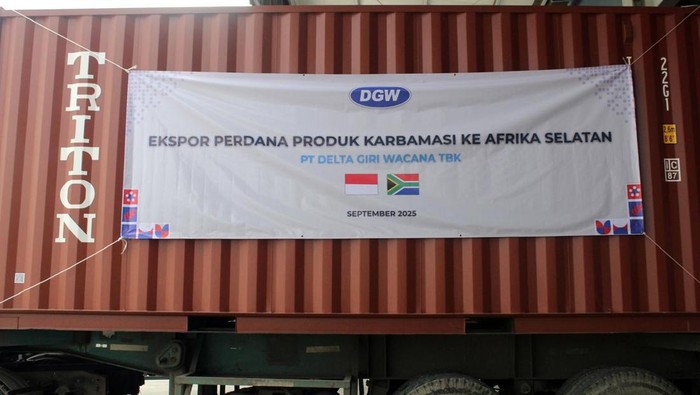 TRITON
DGW
EKSPOR PERDANA PRODUK KARBAMASI KE AFRIKA SELATAN
PT DELTA GIRI WACANA TBK
SEPTEMBER 2025
22G1